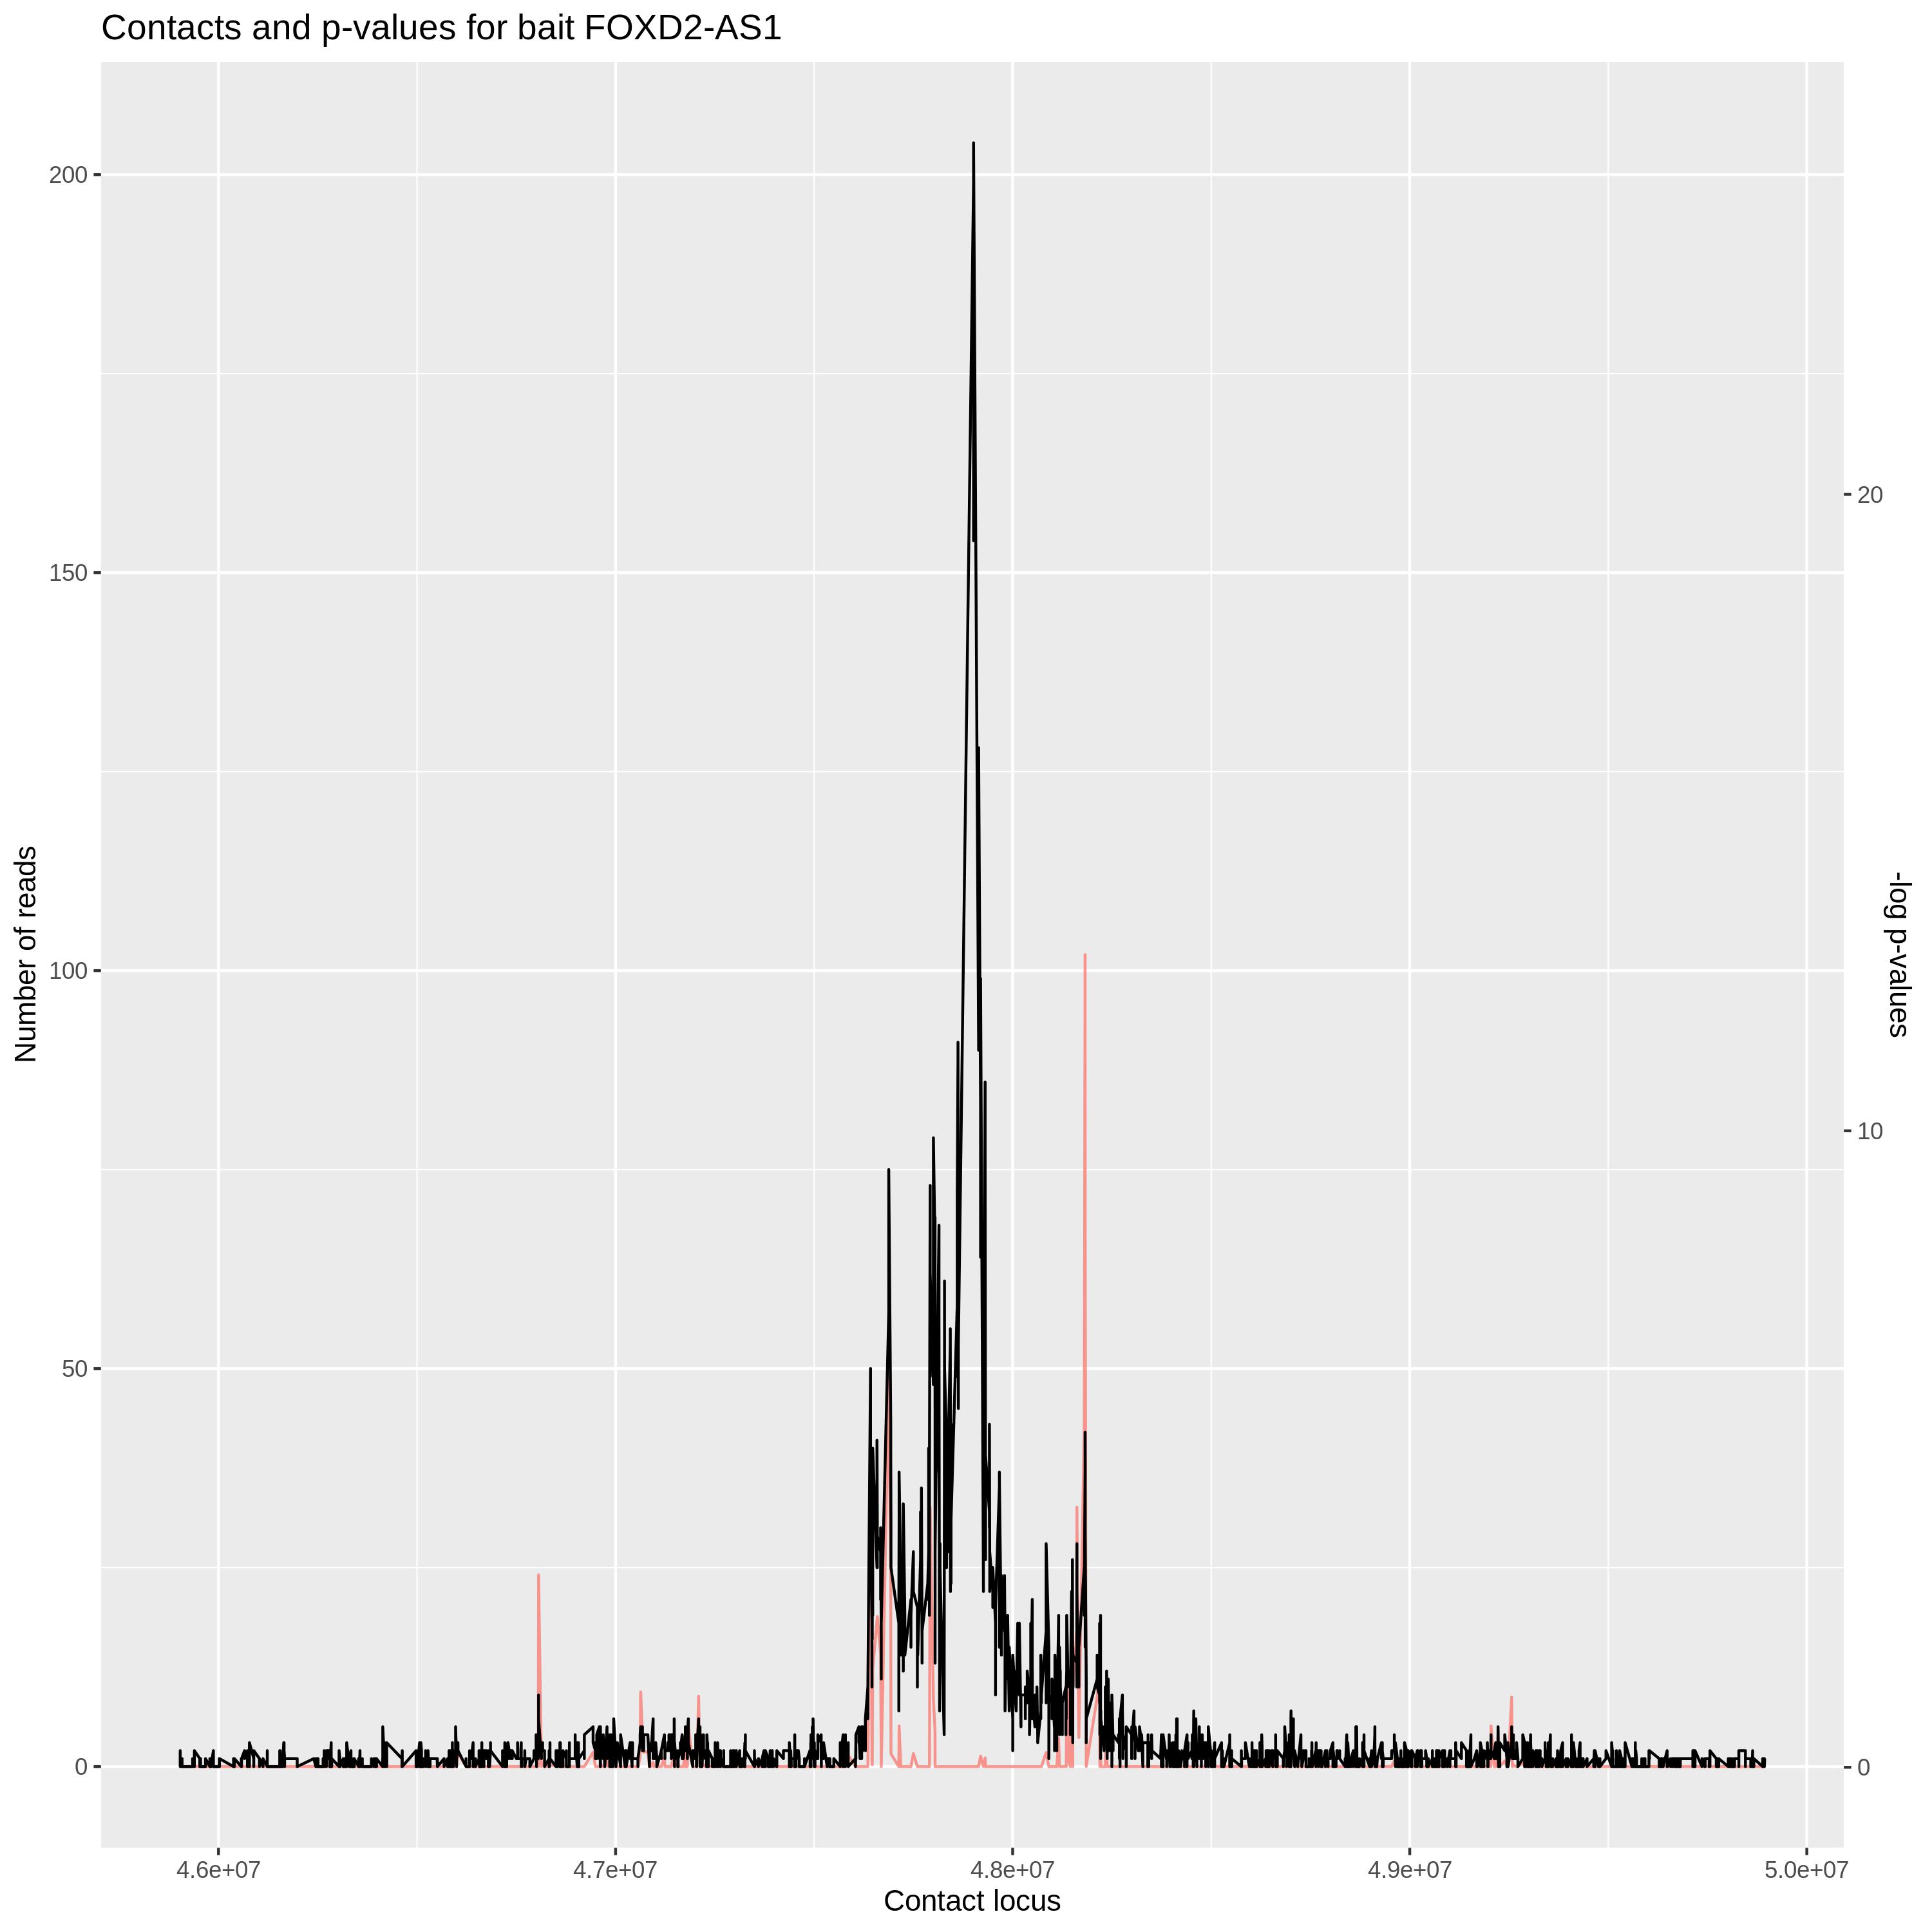 Contacts and p-values for bait FOXD2-AS1
200
150
100
50
0
Number of reads
20
10
0
-log p-values
4.6e+07
4.7e+07
4.8e+07
4.9e+07
5.0e+07
Contact locus